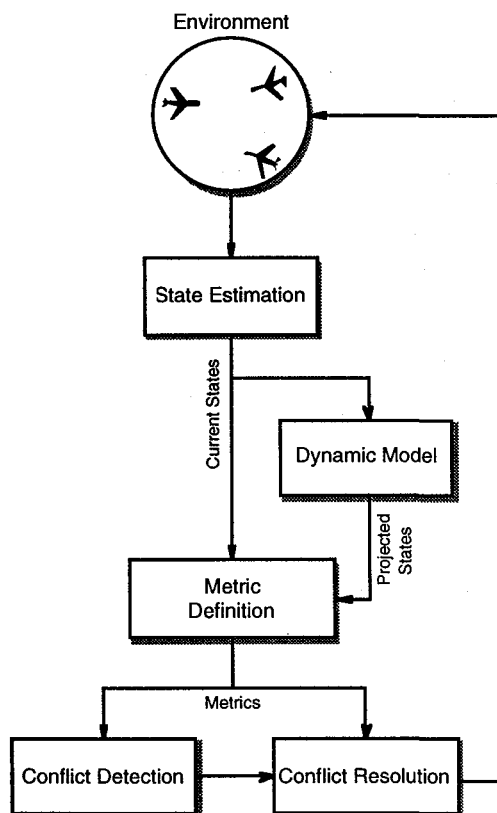 Environment
State Estimation
Current States
Dynamic Model
Projected
States
Metric
Definition
Metrics
Conflict Detection
Conflict Resolution